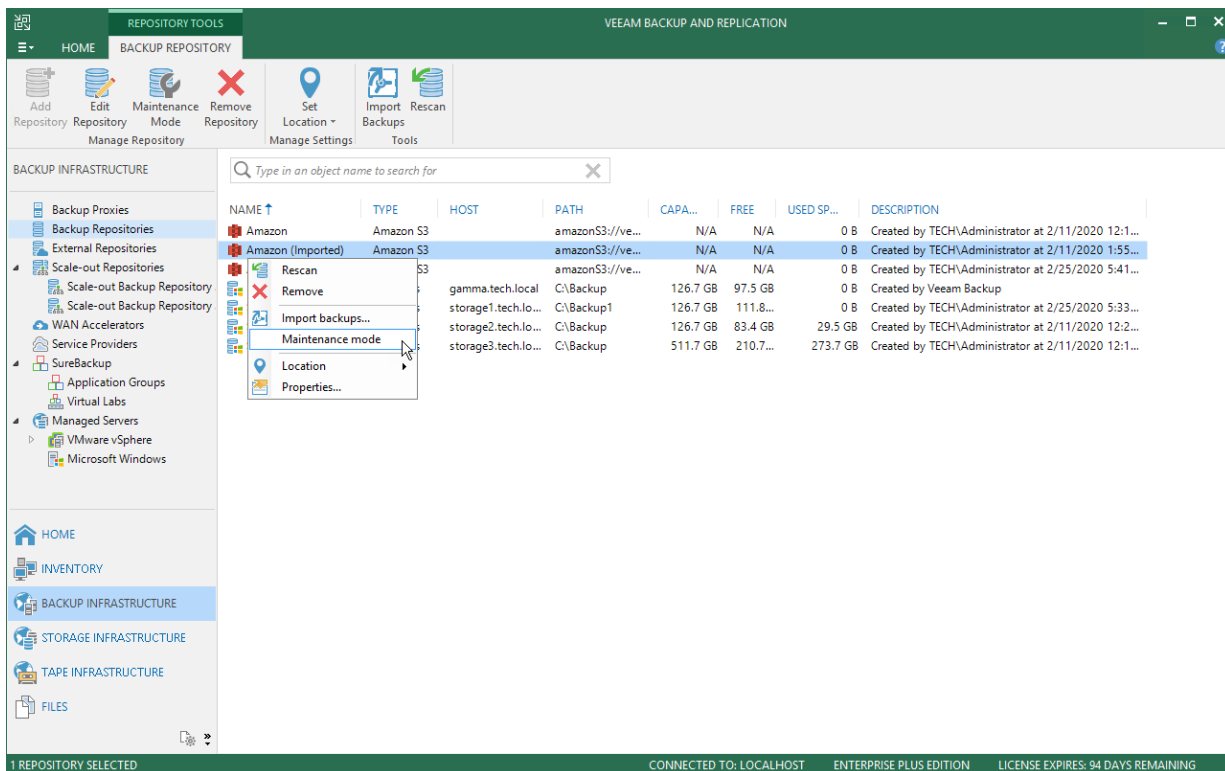 REPOSITORY TOOLS
VEEAM BACKUP AND REPLICATION
HOME
BACKUP REPOSITORY
Add Repository
Edit Repository
Maintenance Mode
Remove Repository
Manage Repository
Set Location
Manage Settings
Import Backups
Rescan
Tools
BACKUP INFRASTRUCTURE
Backup Proxies
Backup Repositories
External Repositories
Scale-out Repositories
Scale-out Backup Repository
Scale-out Backup Repository
WAN Accelerators
Service Providers
SureBackup
Application Groups
Virtual Labs
Managed Servers
VMware vSphere
Microsoft Windows
HOME
INVENTORY
BACKUP INFRASTRUCTURE
STORAGE INFRASTRUCTURE
TAPE INFRASTRUCTURE
FILES
Type in an object name to search for
NAME TYPE HOST PATH CAPA... FREE USED SP... DESCRIPTION
Amazon Amazon S3 amazonS3://ve... N/A N/A 0 B Created by TECH\Administrator at 2/11/2020 12:1...
Amazon (Imported) Amazon S3 amazonS3://ve... N/A N/A 0 B Created by TECH\Administrator at 2/11/2020 1:55...
S3 amazonS3://ve... N/A N/A 0 B Created by TECH\Administrator at 2/25/2020 5:41...
gamma.tech.local C:\Backup 126.7 GB 97.5 GB 0 B Created by Veeam Backup
storage1.tech.lo... C:\Backup1 126.7 GB 111.8... 0 B Created by TECH\Administrator at 2/25/2020 5:33...
storage2.tech.lo... C:\Backup 126.7 GB 83.4 GB 29.5 GB Created by TECH\Administrator at 2/11/2020 12:2...
storage3.tech.lo... C:\Backup 511.7 GB 210.7... 273.7 GB Created by TECH\Administrator at 2/11/2020 12:1...
Rescan
Remove
Import backups...
Maintenance mode
Location
Properties...
1 REPOSITORY SELECTED
CONNECTED TO: LOCALHOST
ENTERPRISE PLUS EDITION
LICENSE EXPIRES: 94 DAYS REMAINING